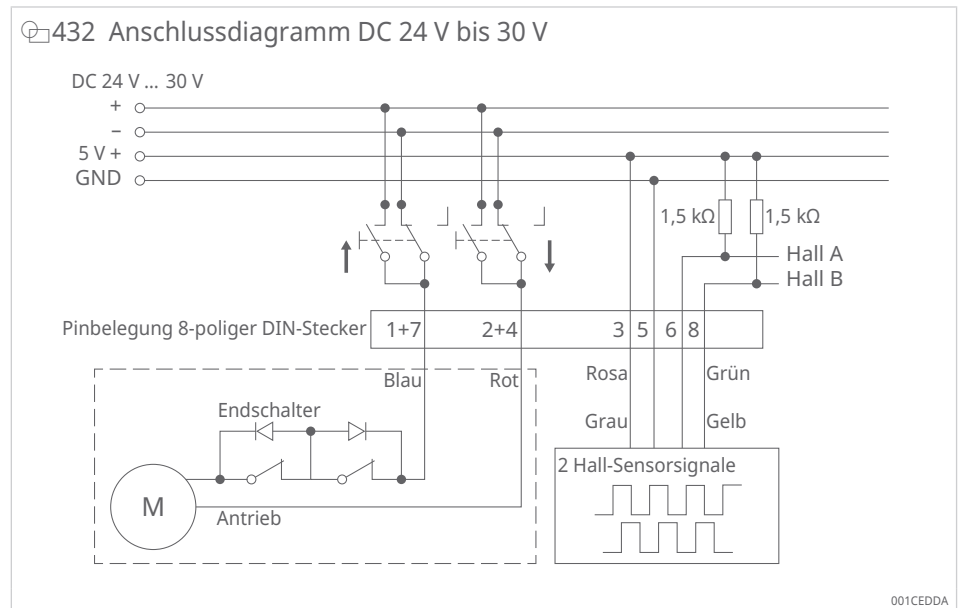 432 Anschlussdiagramm DC 24 V bis 30 V
DC 24 V ... 30 V
+
–
5 V +
GND
1,5 kΩ
1,5 kΩ
Hall A
Hall B
Pinbelegung 8-poliger DIN-Stecker
1+7
2+4
3
5
6
8
Blau
Rot
Rosa
Grün
Endschalter
Grau
Gelb
2 Hall-Sensorsignale
M
Antrieb
001CEDDA